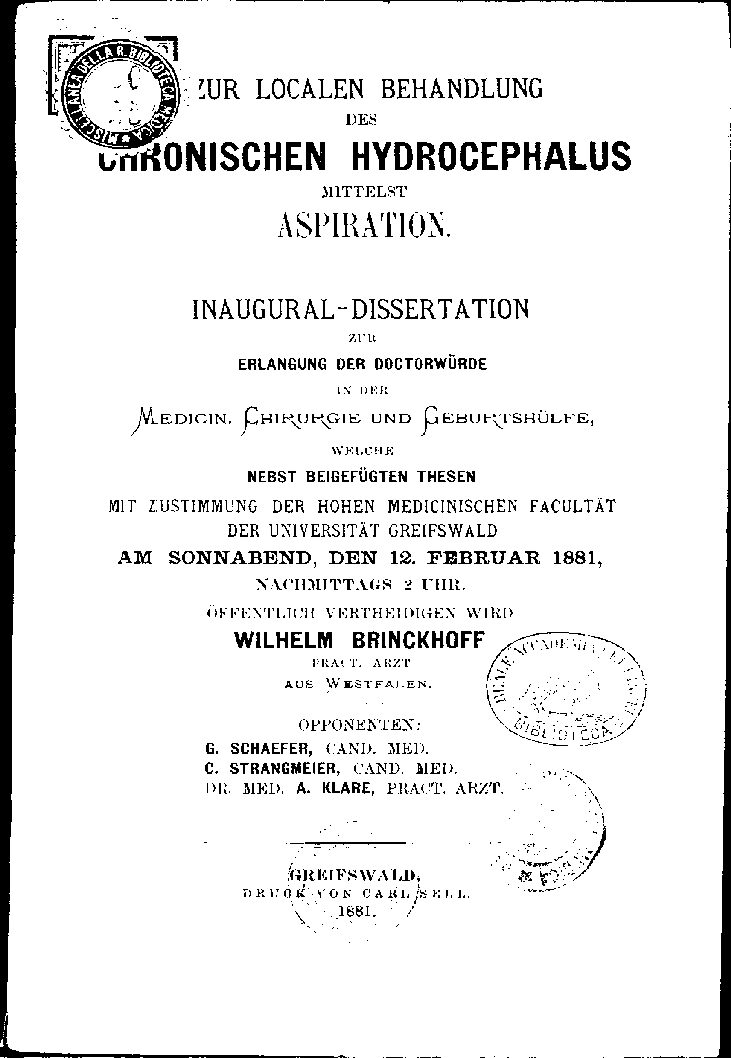 ZUR LOCALEN BEHANDLUNG
DES
CHRONISCHEN HYDROCEPHALUS
MITTELST
ASPIRATION.
INAUGURAL-DISSERTATION
ZUR
ERLANGUNG DER DOCTORWÜRDE
IN DER
MEDICIN, CHIRURGIE UND GEBURTSHÜLFE,
WELCHE
NEBST BEIGEFÜGTEN THESEN
MIT ZUSTIMMUNG DER HOHEN MEDICINISCHEN FACULTÄT
DER UNIVERSITÄT GREIFSWALD
AM SONNABEND, DEN 12. FEBRUAR 1881,
NACHMITTAGS 2 UHR.
ÖFFENTLICH VERTHEIDIGEN WIRD
WILHELM BRINCKHOFF
PRACT. ARZT
AUS WESTFALEN.
OPPONENTEN:
G. SCHAEFER, CAND. MED.
C. STRANGMEIER, CAND. MED.
DR. MED. A. KLARE, PRACT. ARZT.
GREIFSWALD,
DRUCK VON CARL SELL.
1881.
BIBLIOTECA